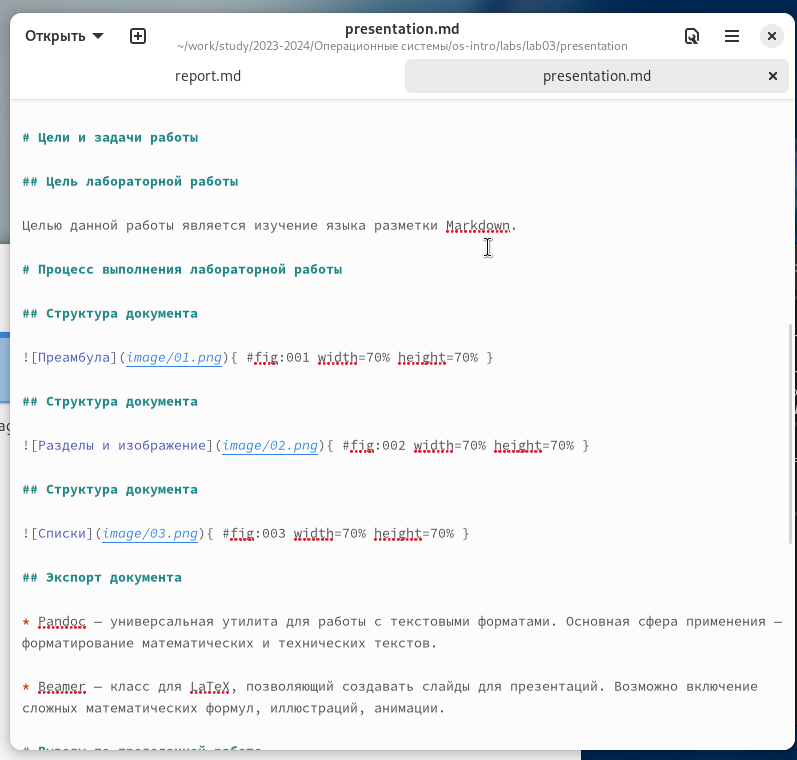 Открыть
presentation.md
~/work/study/2023-2024/Операционные системы/os-intro/labs/lab03/presentation
report.md
presentation.md
# Цели и задачи работы
## Цель лабораторной работы
Целью данной работы является изучение языка разметки Markdown.
# Процесс выполнения лабораторной работы
## Структура документа
![Преамбула](image/01.png){ #fig:001 width=70% height=70% }
## Структура документа
![Разделы и изображение](image/02.png){ #fig:002 width=70% height=70% }
## Структура документа
![Списки](image/03.png){ #fig:003 width=70% height=70% }
## Экспорт документа
* Pandoc — универсальная утилита для работы с текстовыми форматами. Основная сфера применения —
форматирование математических и технических текстов.
* Beamer — класс для LaTeX, позволяющий создавать слайды для презентаций. Возможно включение
сложных математических формул, иллюстраций, анимации.